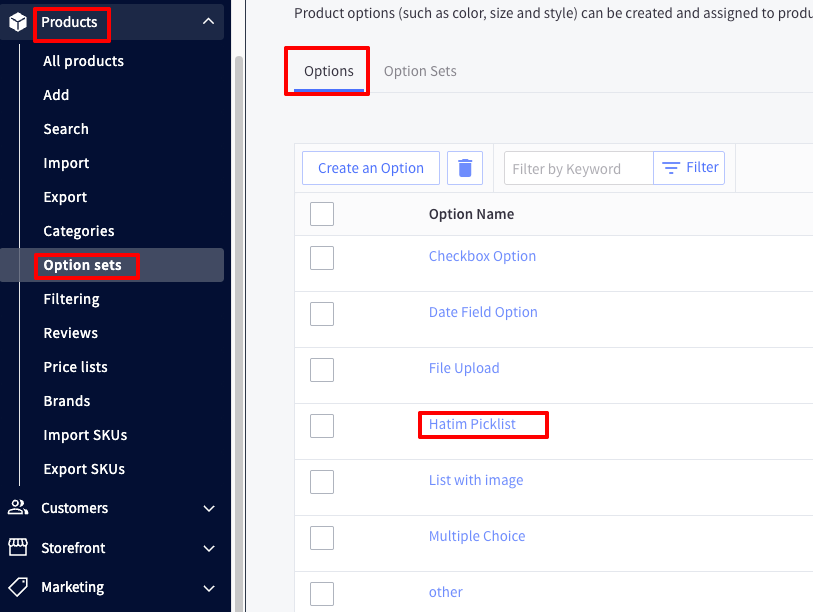 Products
All products
Add
Search
Import
Export
Categories
Option sets
Filtering
Reviews
Price lists
Brands
Import SKUs
Export SKUs
Customers
Storefront
Marketing
Product options (such as color, size and style) can be created and assigned to produ
Options Option Sets
Create an Option Filter by Keyword Filter
Option Name
Checkbox Option
Date Field Option
File Upload
Hatim Picklist
List with image
Multiple Choice
other